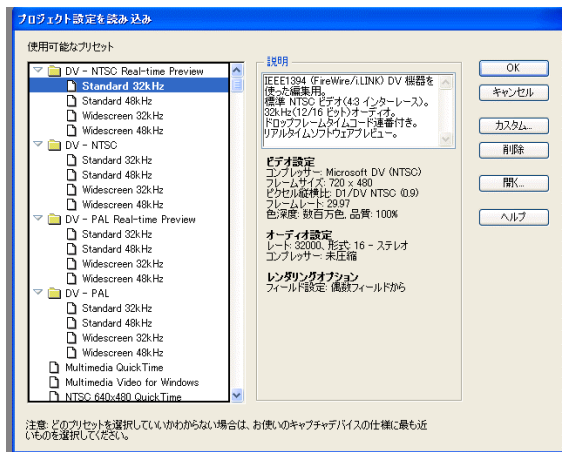 プロジェクト設定を読み込み
使用可能なプリセット
DV - NTSC Real-time Preview
Standard 32kHz
Standard 48kHz
Widescreen 32kHz
Widescreen 48kHz
DV - NTSC
Standard 32kHz
Standard 48kHz
Widescreen 32kHz
Widescreen 48kHz
DV - PAL Real-time Preview
Standard 32kHz
Standard 48kHz
Widescreen 32kHz
Widescreen 48kHz
DV - PAL
Standard 32kHz
Standard 48kHz
Widescreen 32kHz
Widescreen 48kHz
Multimedia QuickTime
Multimedia Video for Windows
NTSC 640x480 QuickTime
説明
IEEE1394 (FireWire/i.LINK) DV 機器を
使った編集用。
標準 NTSC ビデオ(4:3 インターレース)。
32kHz(12/16 ビット)オーディオ。
ドロップフレームタイムコード連番付き。
リアルタイムソフトウェアプレビュー。
ビデオ設定
コンプレッサー: Microsoft DV (NTSC)
フレームサイズ: 720 x 480
ピクセル縦横比: D1/DV NTSC (0.9)
フレームレート: 29.97
色深度: 数百万色, 品質: 100%
オーディオ設定
レート: 32000, 形式: 16 - ステレオ
コンプレッサー: 未圧縮
レンダリングオプション
フィールド設定: 偶数フィールドから
OK
キャンセル
カスタム...
削除
開く...
ヘルプ
注意: どのプリセットを選択していいかわからない場合は、お使いのキャプチャデバイスの仕様に最も近
いものを選択してください。